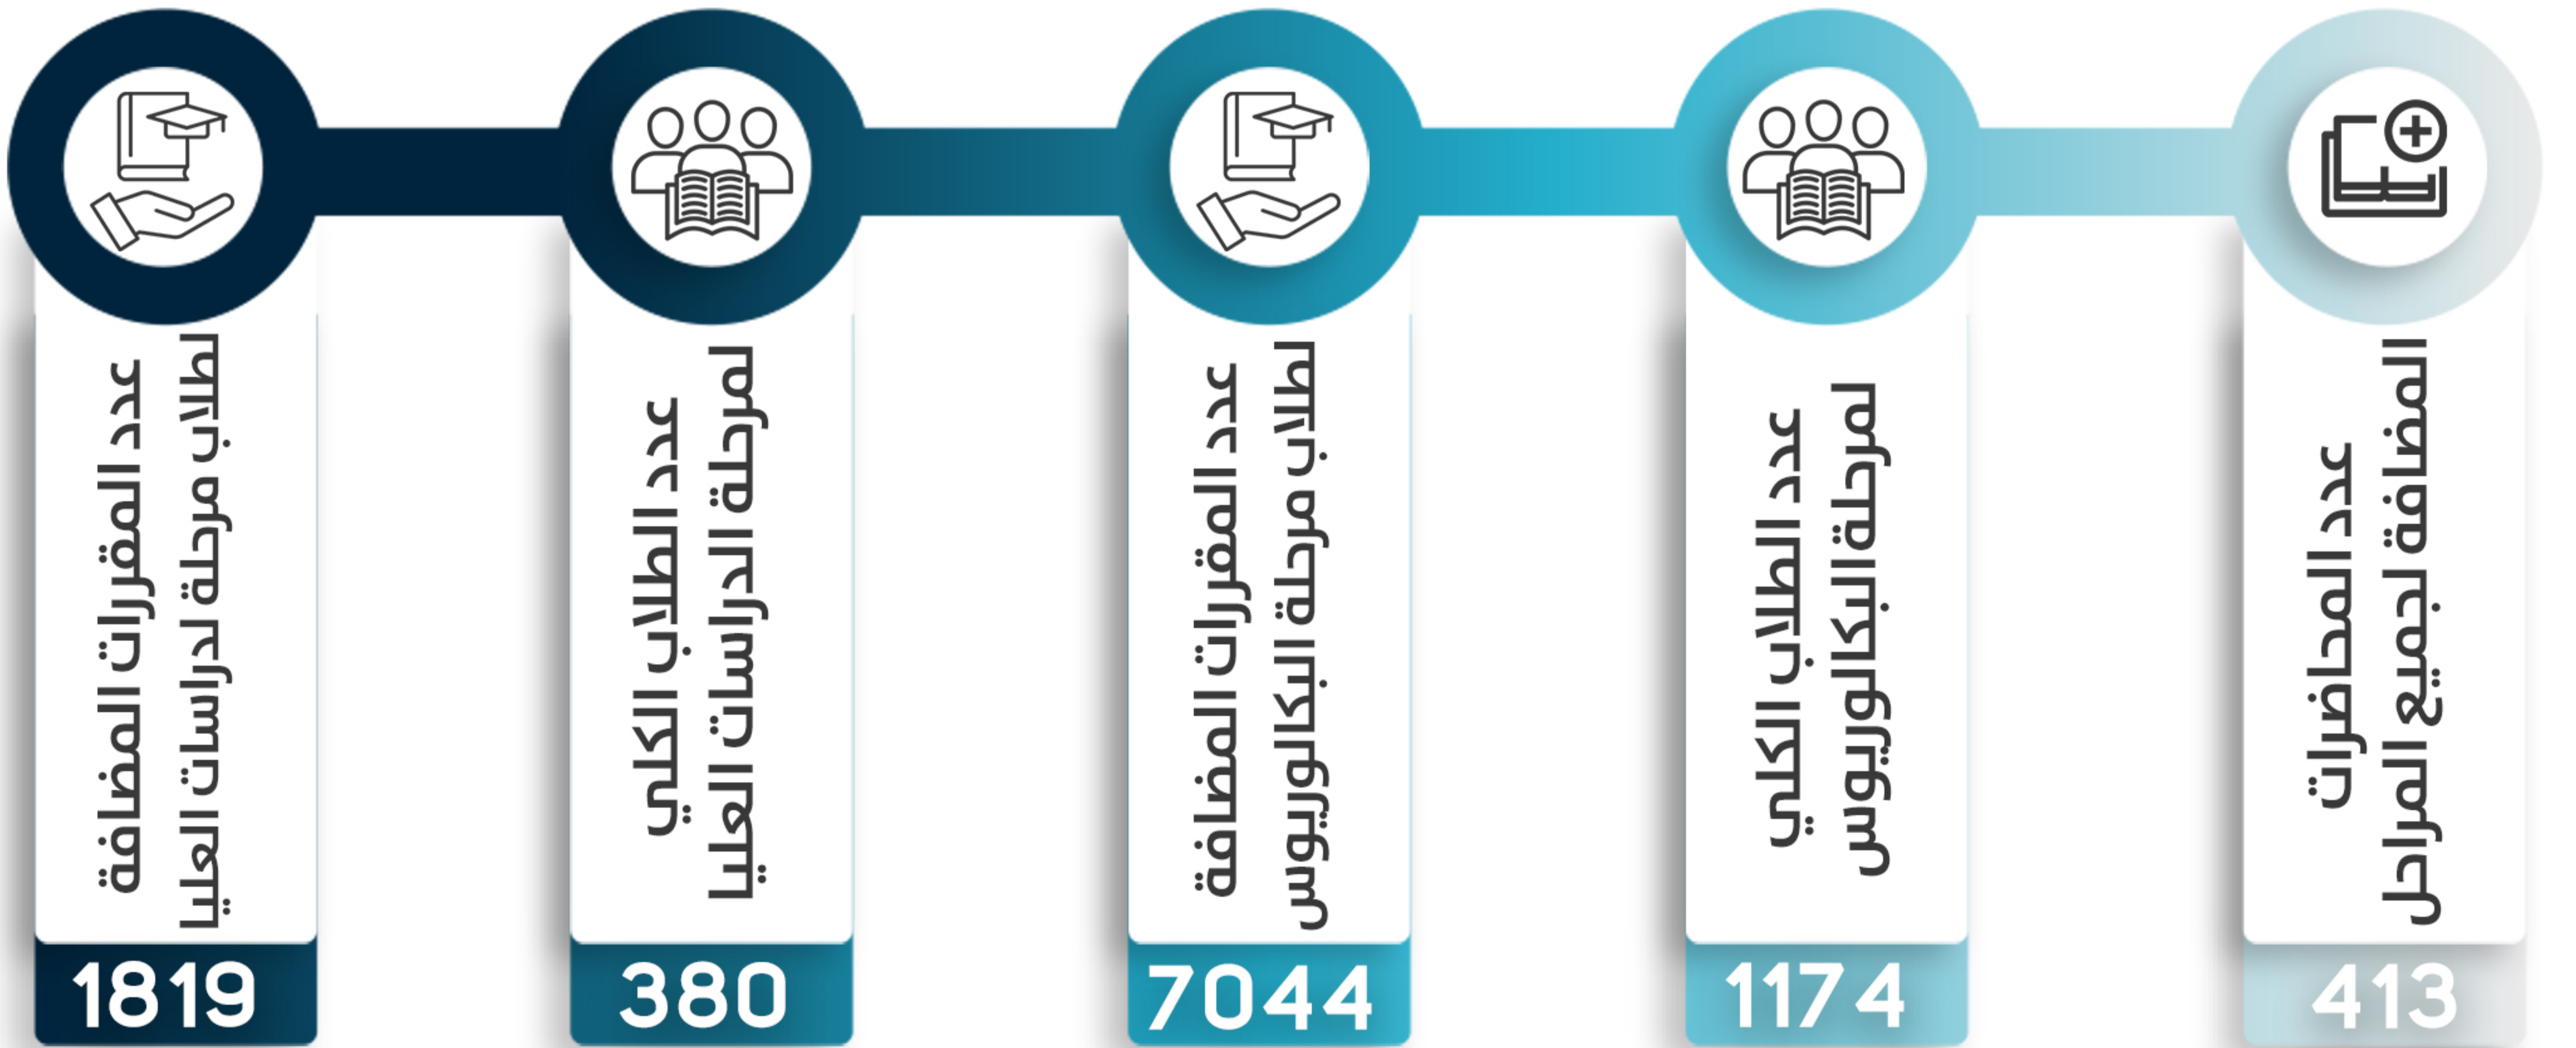 عدد المحاضرات
المضافة لجميع المراحل
413
عدد الطلاب الكلي
لمرحلة البكالوريوس
1174
عدد المقررات المضافة
لطلاب مرحلة البكالوريوس
7044
عدد الطلاب الكلي
لمرحلة الدراسات العليا
380
عدد المقررات المضافة
لطلاب مرحلة لدراسات العليا
1819